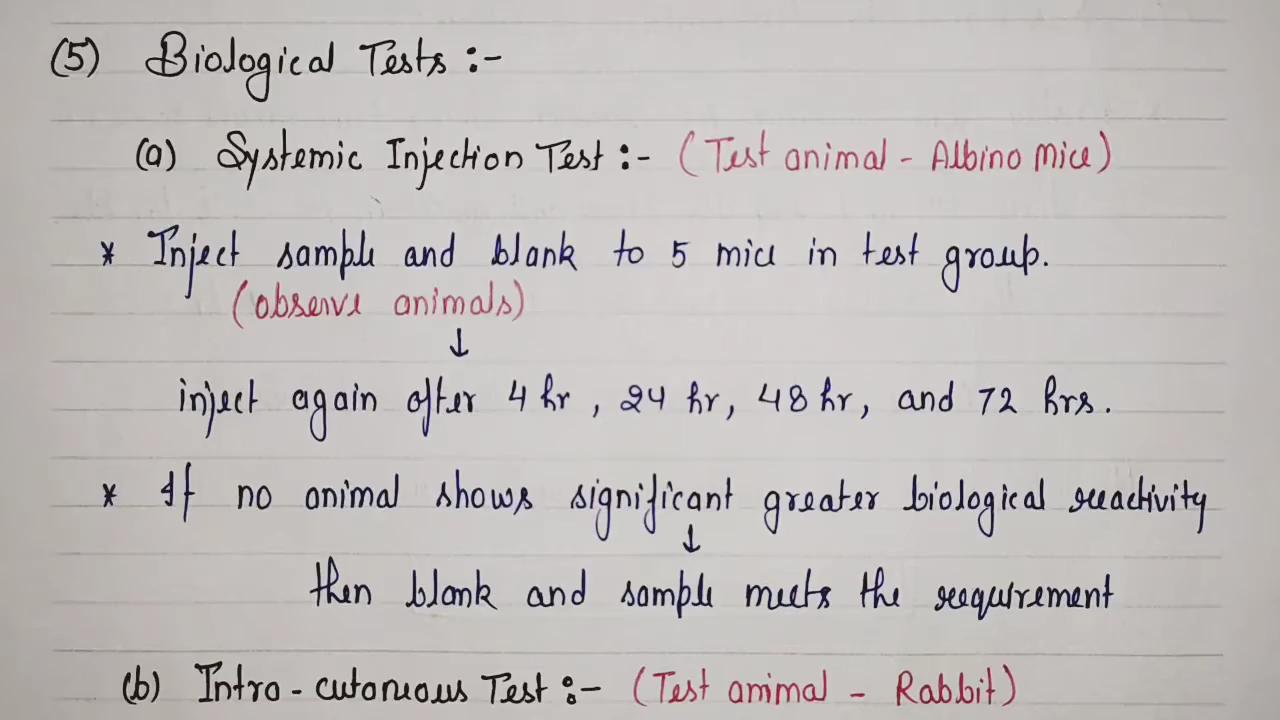 (5) Biological Tests :-
(a) Systemic Injection Test :- (Test animal - Albino mice)
* Inject sample and blank to 5 mice in test group.
(observe animals)
↓
inject again after 4 hr, 24 hr, 48 hr, and 72 hrs.
* If no animal shows significant greater biological reactivity
↓
then blank and sample meets the requirement
(b) Intra-cutaneous Test :- (Test animal - Rabbit)